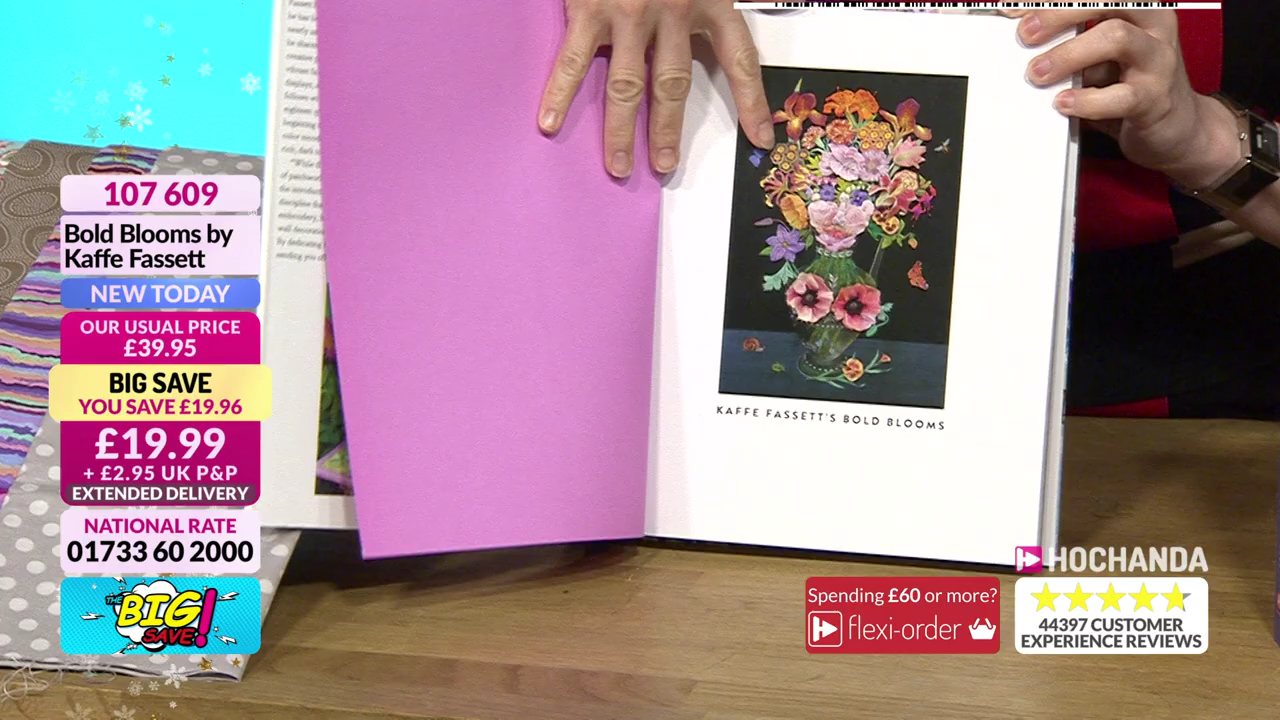 107 609
Bold Blooms by
Kaffe Fassett
NEW TODAY
OUR USUAL PRICE
£39.95
BIG SAVE
YOU SAVE £19.96
£19.99
+ £2.95 UK P&P
EXTENDED DELIVERY
NATIONAL RATE
01733 60 2000
THE
BIG
SAVE!
KAFFE FASSETT'S BOLD BLOOMS
HOCHANDA
Spending £60 or more?
flexi-order
44397 CUSTOMER
EXPERIENCE REVIEWS